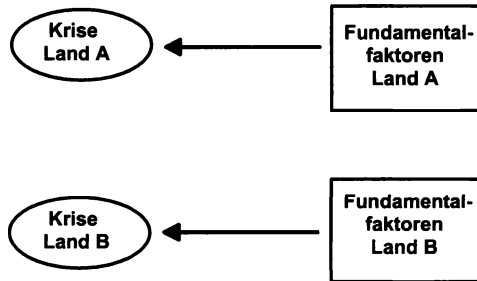 Krise
Land A
Fundamental-
faktoren
Land A
Krise
Land B
Fundamental-
faktoren
Land B